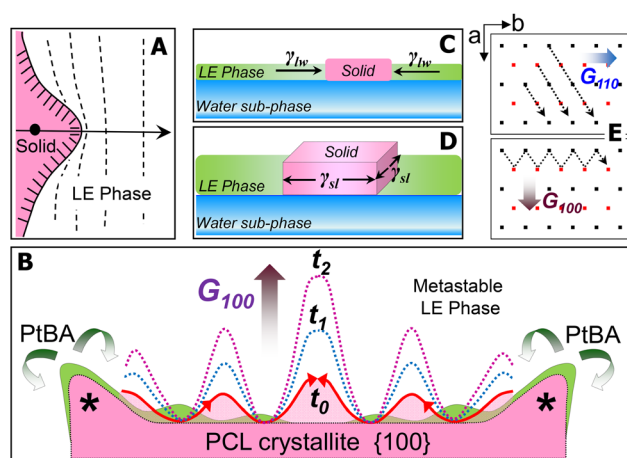 A
Solid
LE Phase
C
γlw
γlw
LE Phase
Solid
Water sub-phase
D
Solid
LE Phase
γsl
γsl
Water sub-phase
a
b
G110
E
G100
B
G100
t2
Metastable
LE Phase
t1
PtBA
PtBA
t0
*
*
PCL crystallite {100}